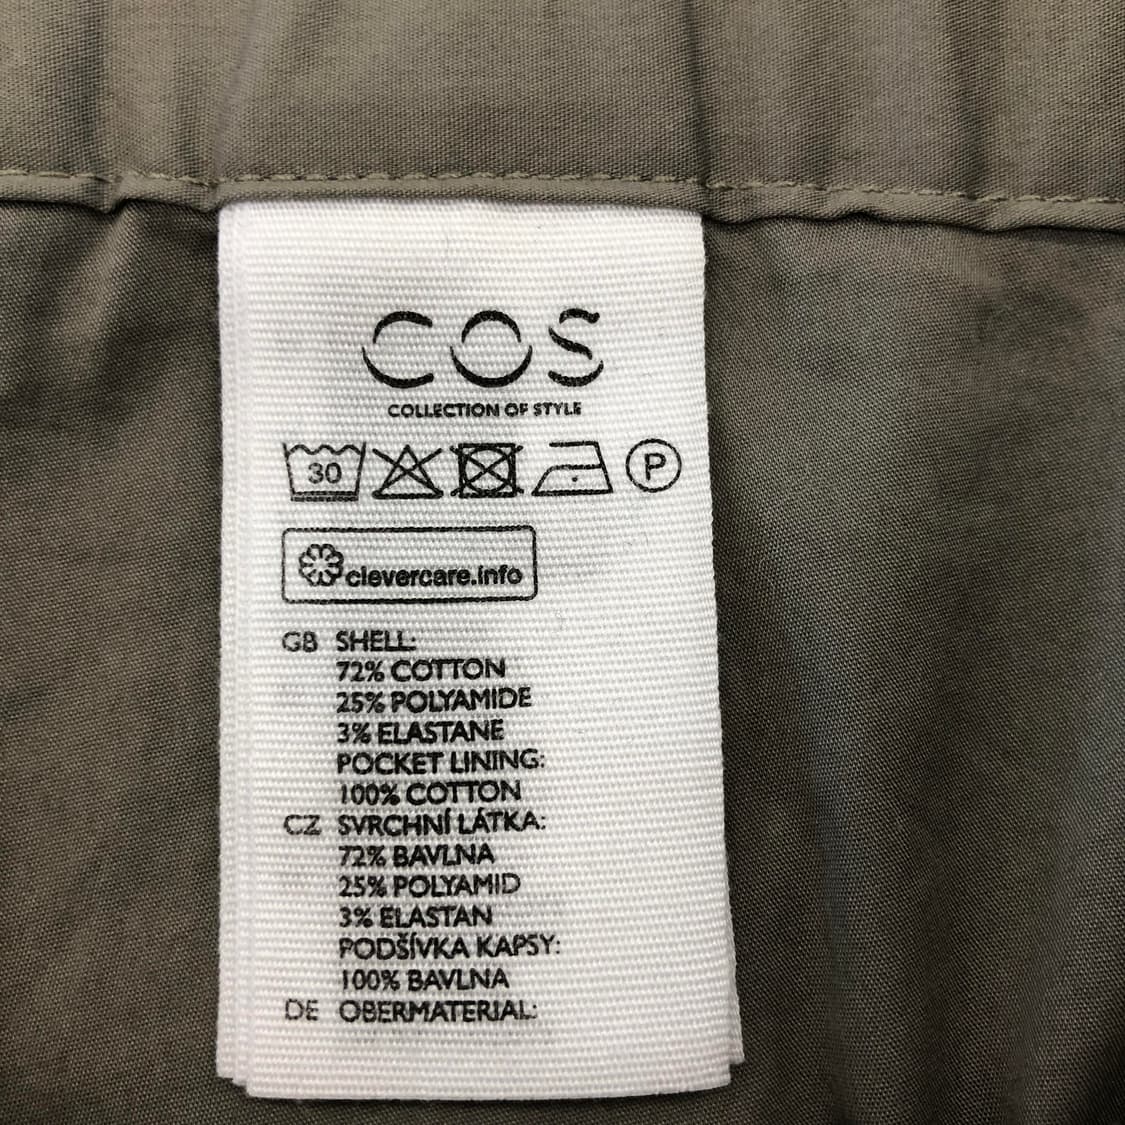 COS
COLLECTION OF STYLE
30 P
clevercare.info
GB SHELL:
72% COTTON
25% POLYAMIDE
3% ELASTANE
POCKET LINING:
100% COTTON
CZ SVRCHNÍ LÁTKA:
72% BAVLNA
25% POLYAMID
3% ELASTAN
PODŠÍVKA KAPSY:
100% BAVLNA
DE OBERMATERIAL: